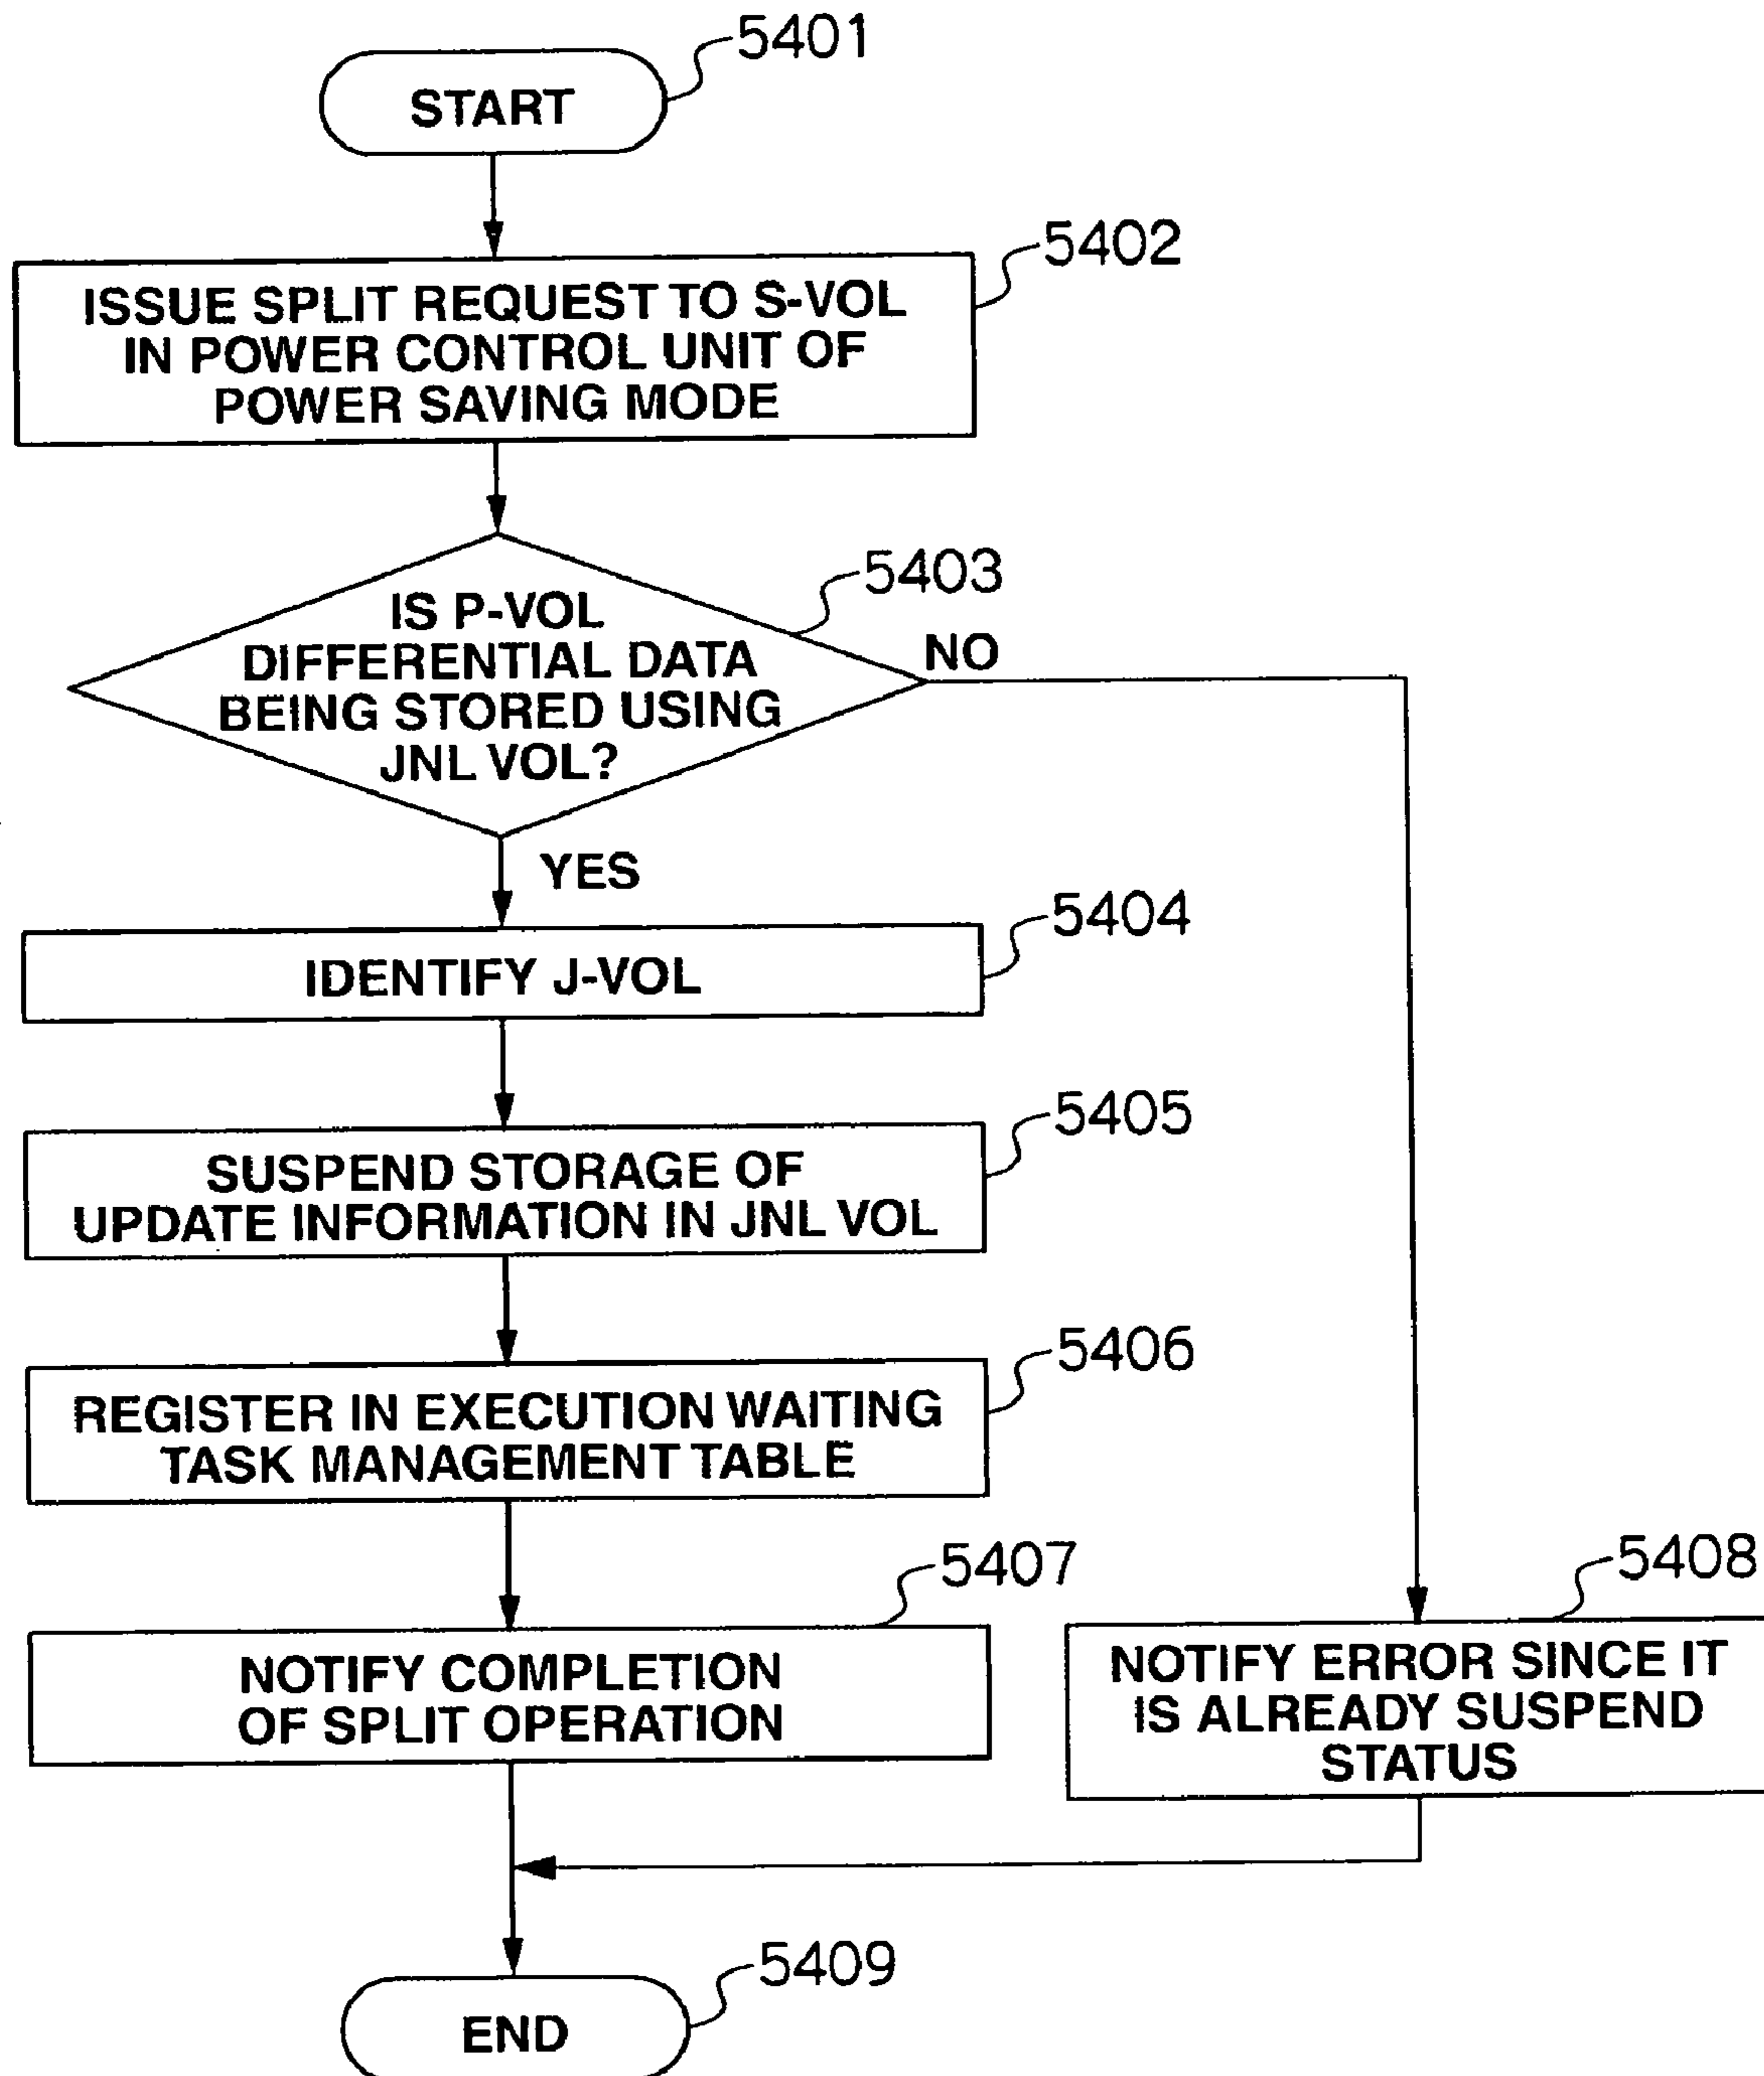 5401
START
5402
ISSUE SPLIT REQUEST TO S-VOL
IN POWER CONTROL UNIT OF
POWER SAVING MODE
5403
IS P-VOL
DIFFERENTIAL DATA
BEING STORED USING
JNL VOL?
NO
YES
5404
IDENTIFY J-VOL
5405
SUSPEND STORAGE OF
UPDATE INFORMATION IN JNL VOL
5406
REGISTER IN EXECUTION WAITING
TASK MANAGEMENT TABLE
5407
NOTIFY COMPLETION
OF SPLIT OPERATION
5408
NOTIFY ERROR SINCE IT
IS ALREADY SUSPEND
STATUS
5409
END